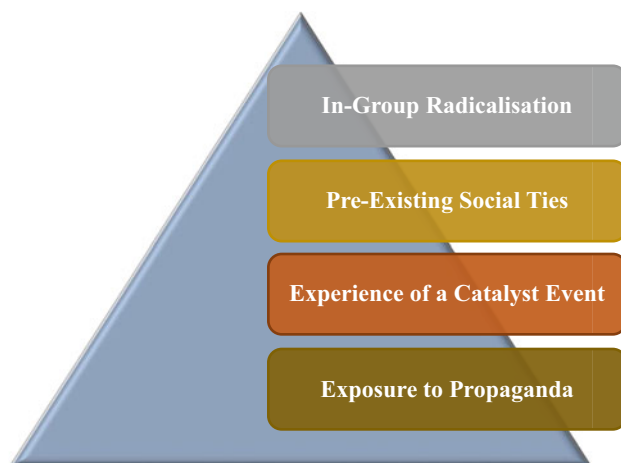 In-Group Radicalisation
Pre-Existing Social Ties
Experience of a Catalyst Event
Exposure to Propaganda